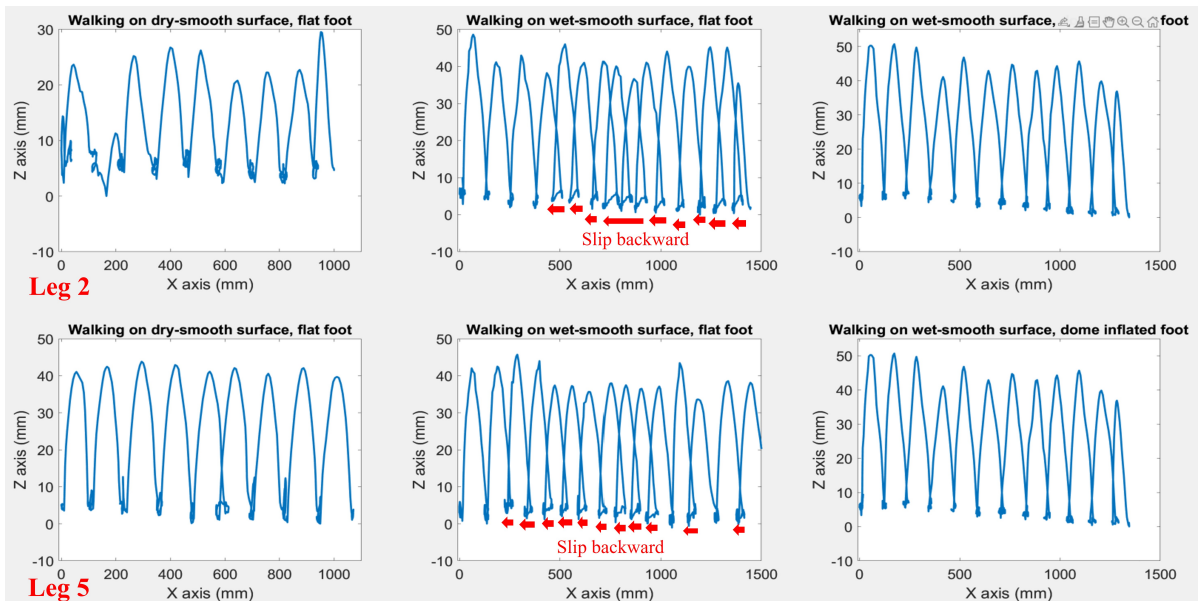 Walking on dry-smooth surface, flat foot
Walking on wet-smooth surface, flat foot
Walking on wet-smooth surface, foot
30
20
10
0
-10
Z axis (mm)
0 200 400 600 800 1000
X axis (mm)
50
40
30
20
10
0
-10
Z axis (mm)
Slip backward
0 500 1000 1500
X axis (mm)
50
40
30
20
10
0
-10
Z axis (mm)
0 500 1000 1500
X axis (mm)
Leg 2
Walking on dry-smooth surface, flat foot
Walking on wet-smooth surface, flat foot
Walking on wet-smooth surface, dome inflated foot
50
40
30
20
10
0
-10
Z axis (mm)
0 200 400 600 800 1000
X axis (mm)
50
40
30
20
10
0
-10
Z axis (mm)
Slip backward
0 500 1000 1500
X axis (mm)
50
40
30
20
10
0
-10
Z axis (mm)
0 500 1000 1500
X axis (mm)
Leg 5